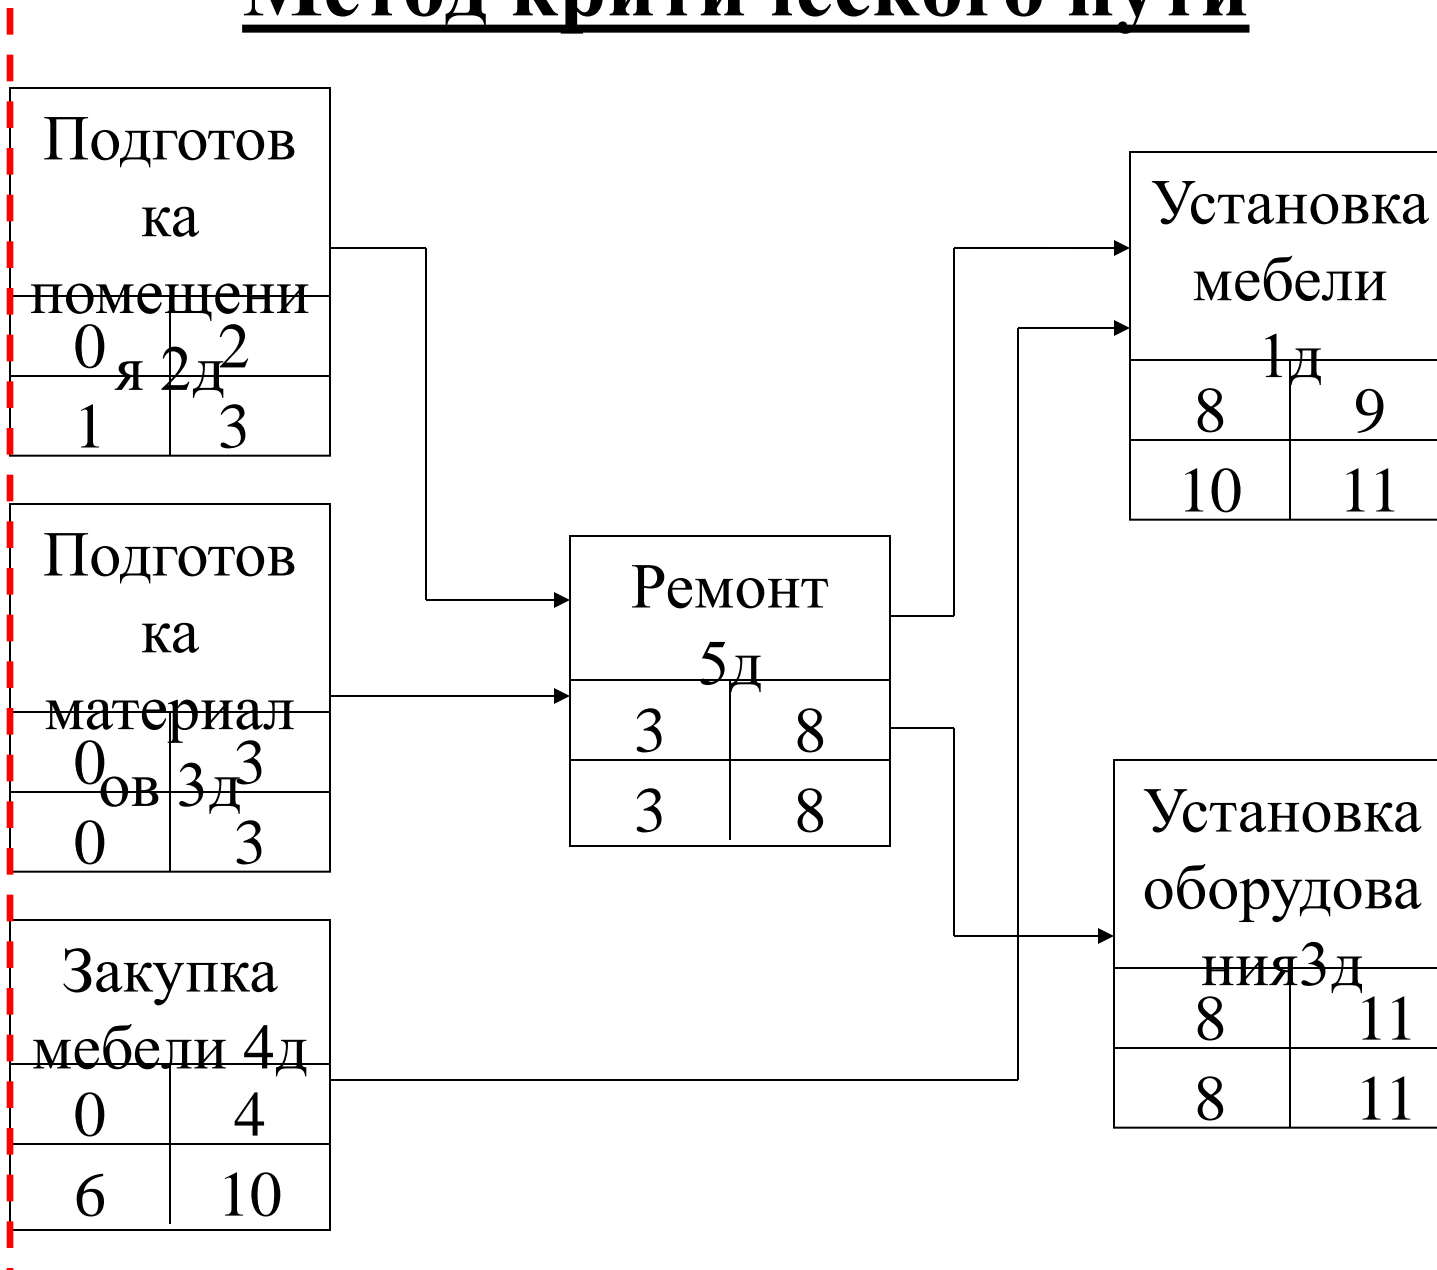 Метод критического пути
Подготов
ка
помещени
я 2д
0 2
1 3
Подготов
ка
материал
ов 3д
0 3
0 3
Закупка
мебели 4д
0 4
6 10
Ремонт
5д
3 8
3 8
Установка
мебели
1д
8 9
10 11
Установка
оборудова
ния3д
8 11
8 11